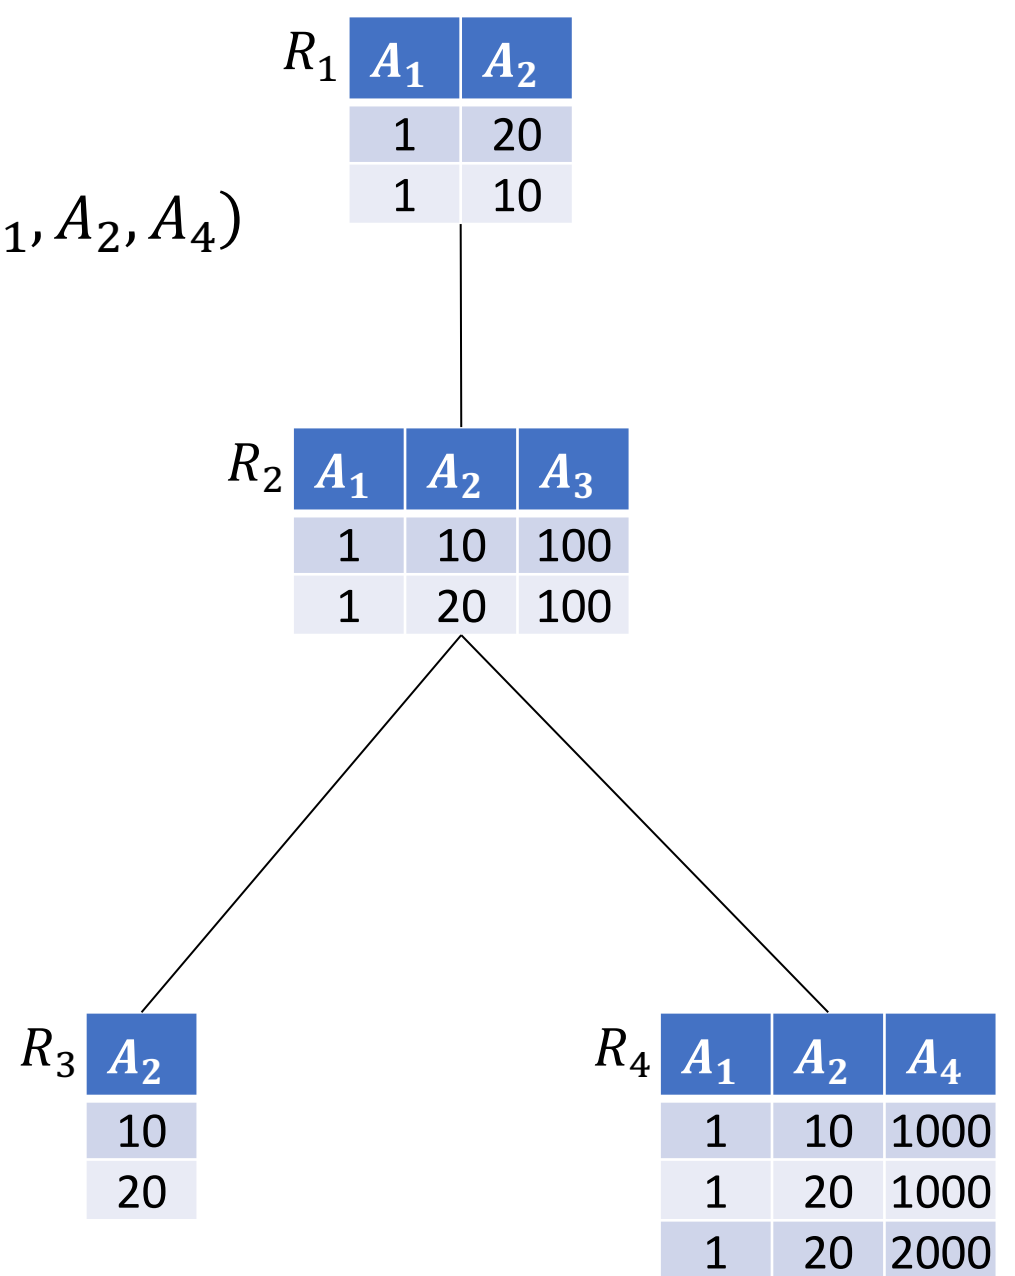 R₁ A₁ A₂
1 20
1 10
₁, A₂, A₄)
R₂ A₁ A₂ A₃
1 10 100
1 20 100
R₃ A₂
10
20
R₄ A₁ A₂ A₄
1 10 1000
1 20 1000
1 20 2000